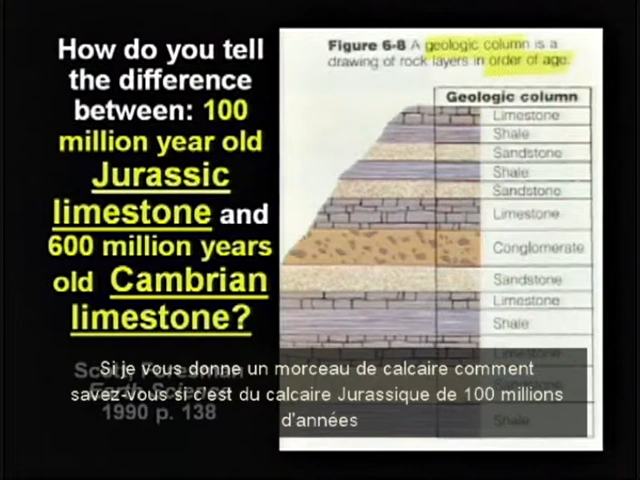 How do you tell
the difference
between: 100
million year old
Jurassic
limestone and
600 million years
old Cambrian
limestone?
Earth Science
1990 p. 138
Figure 6-8 A geologic column is a
drawing of rock layers in order of age.
Geologic column
Limestone
Shale
Sandstone
Shale
Sandstone
Limestone
Conglomerate
Sandstone
Limestone
Shale
Limestone
Sandstone
Shale
Si je vous donne un morceau de calcaire comment
savez-vous si c'est du calcaire Jurassique de 100 millions
d'années